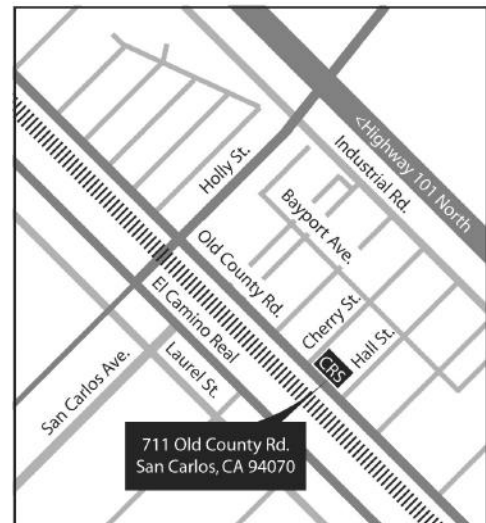 <Highway 101 North
Industrial Rd.
Holly St.
Bayport Ave.
Old County Rd.
Cherry St.
Hall St.
El Camino Real
CRS
Laurel St.
San Carlos Ave.
711 Old County Rd.
San Carlos, CA 94070